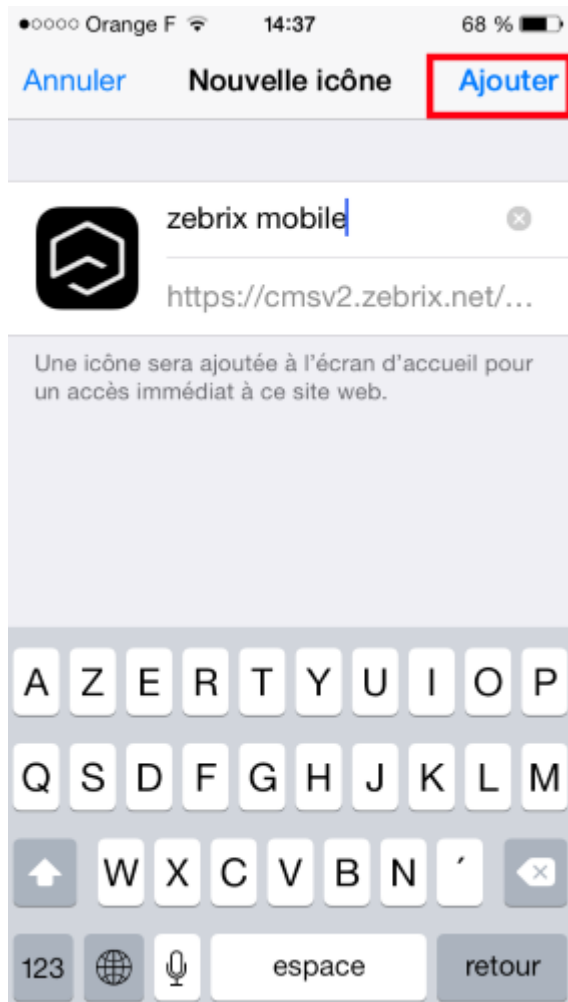 Orange F 14:37 68 %
Annuler Nouvelle icône Ajouter
zebrix mobile
https://cmsv2.zebrix.net/...
Une icône sera ajoutée à l'écran d'accueil pour
un accès immédiat à ce site web.
A Z E R T Y U I O P
Q S D F G H J K L M
W X C V B N ´
123 espace retour